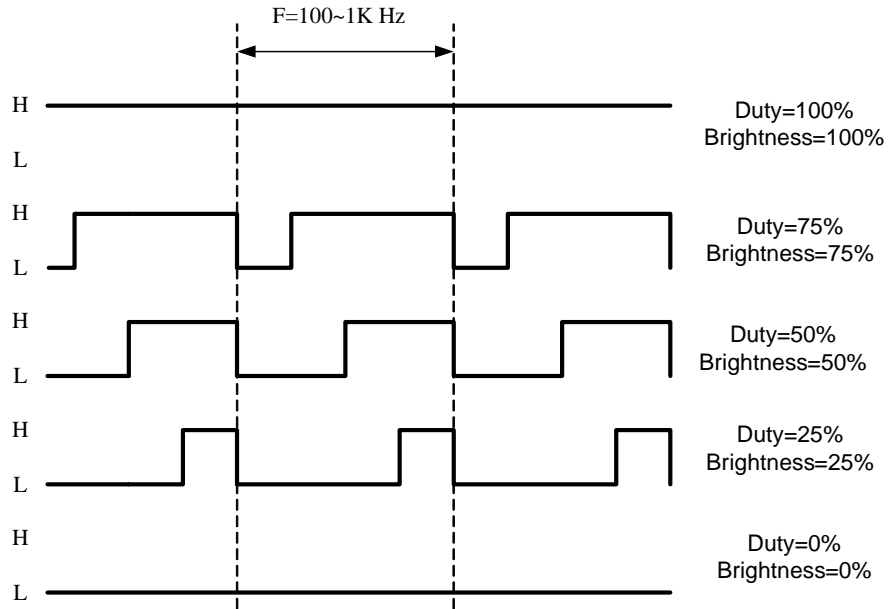 F=100~1K Hz
H
L
Duty=100%
Brightness=100%
H
L
Duty=75%
Brightness=75%
H
L
Duty=50%
Brightness=50%
H
L
Duty=25%
Brightness=25%
H
L
Duty=0%
Brightness=0%